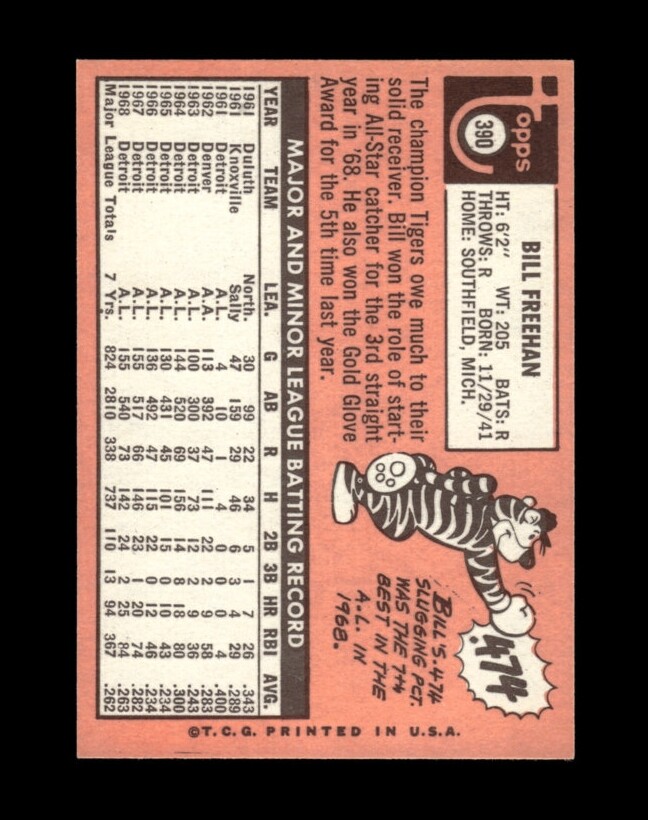 Topps
390
BILL FREEHAN
HT: 6'2" WT: 205 BATS: R
THROWS: R BORN: 11/29/41
HOME: SOUTHFIELD, MICH.
The champion Tigers owe much to their
solid receiver. Bill won the role of start-
ing All-Star catcher for the 3rd straight
year in '68. He also won the Gold Glove
Award for the 5th time last year.
.474
BILL'S .474
SLUGGING PCT.
WAS THE 7TH
BEST IN THE
A.L. IN
1968.
MAJOR AND MINOR LEAGUE BATTING RECORD
YEAR TEAM LEA. G AB R H 2B 3B HR RBI AVG.
1961 Duluth North. 30 99 22 34 5 1 7 26 .343
1961 Knoxville Sally 47 159 29 46 6 3 4 29 .289
1961 Detroit A.L. 4 10 1 4 0 0 0 4 .400
1962 Denver A.A. 113 392 47 111 22 2 9 58 .283
1963 Detroit A.L. 100 300 37 73 12 2 9 36 .243
1964 Detroit A.L. 144 520 69 156 14 8 18 80 .300
1965 Detroit A.L. 130 431 45 101 15 0 10 43 .234
1966 Detroit A.L. 136 492 47 115 22 0 12 46 .234
1967 Detroit A.L. 155 517 66 146 23 1 20 74 .282
1968 Detroit A.L. 155 540 73 142 24 2 25 84 .263
Major League Totals 7 Yrs. 824 2810 338 737 110 13 94 367 .262
©T.C.G. PRINTED IN U.S.A.